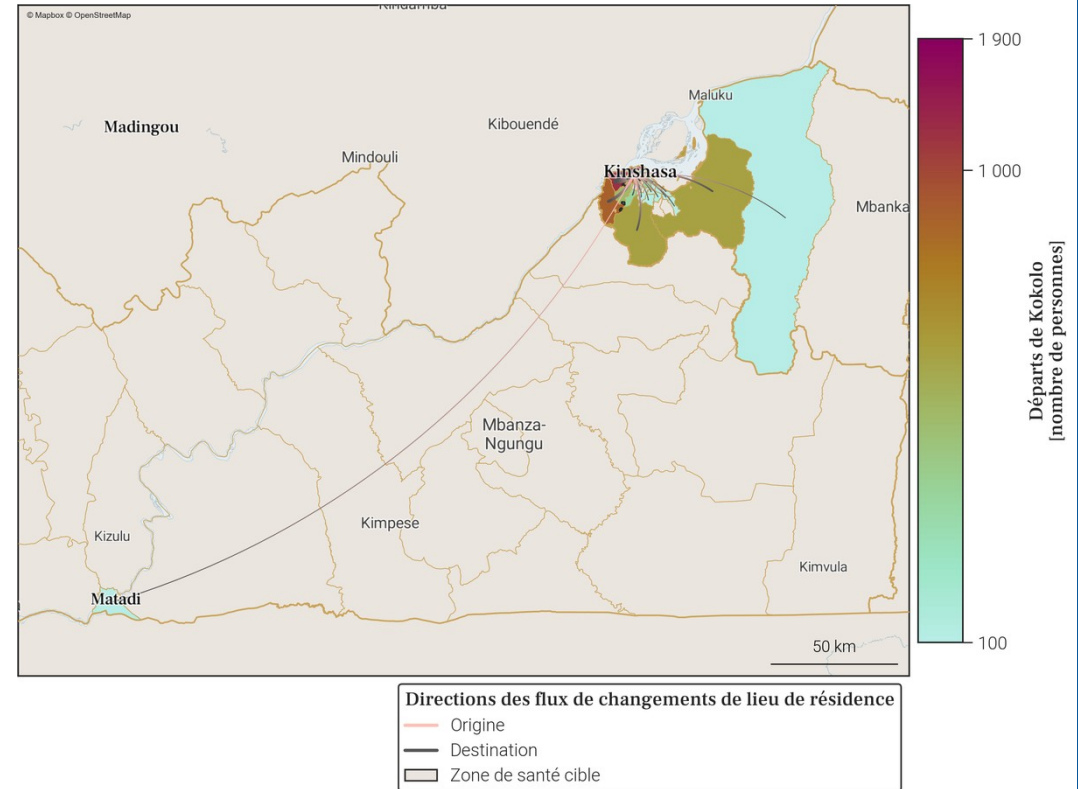 © Mapbox © OpenStreetMap
Maluku
Madingou
Kibouendé
Mindouli
Kinshasa
Mbanka
Mbanza-
Ngungu
Kimpese
Kizulu
Kimvula
Matadi
50 km
1 900
1 000
100
Départs de Kokolo
[nombre de personnes]
Directions des flux de changements de lieu de résidence
Origine
Destination
Zone de santé cible